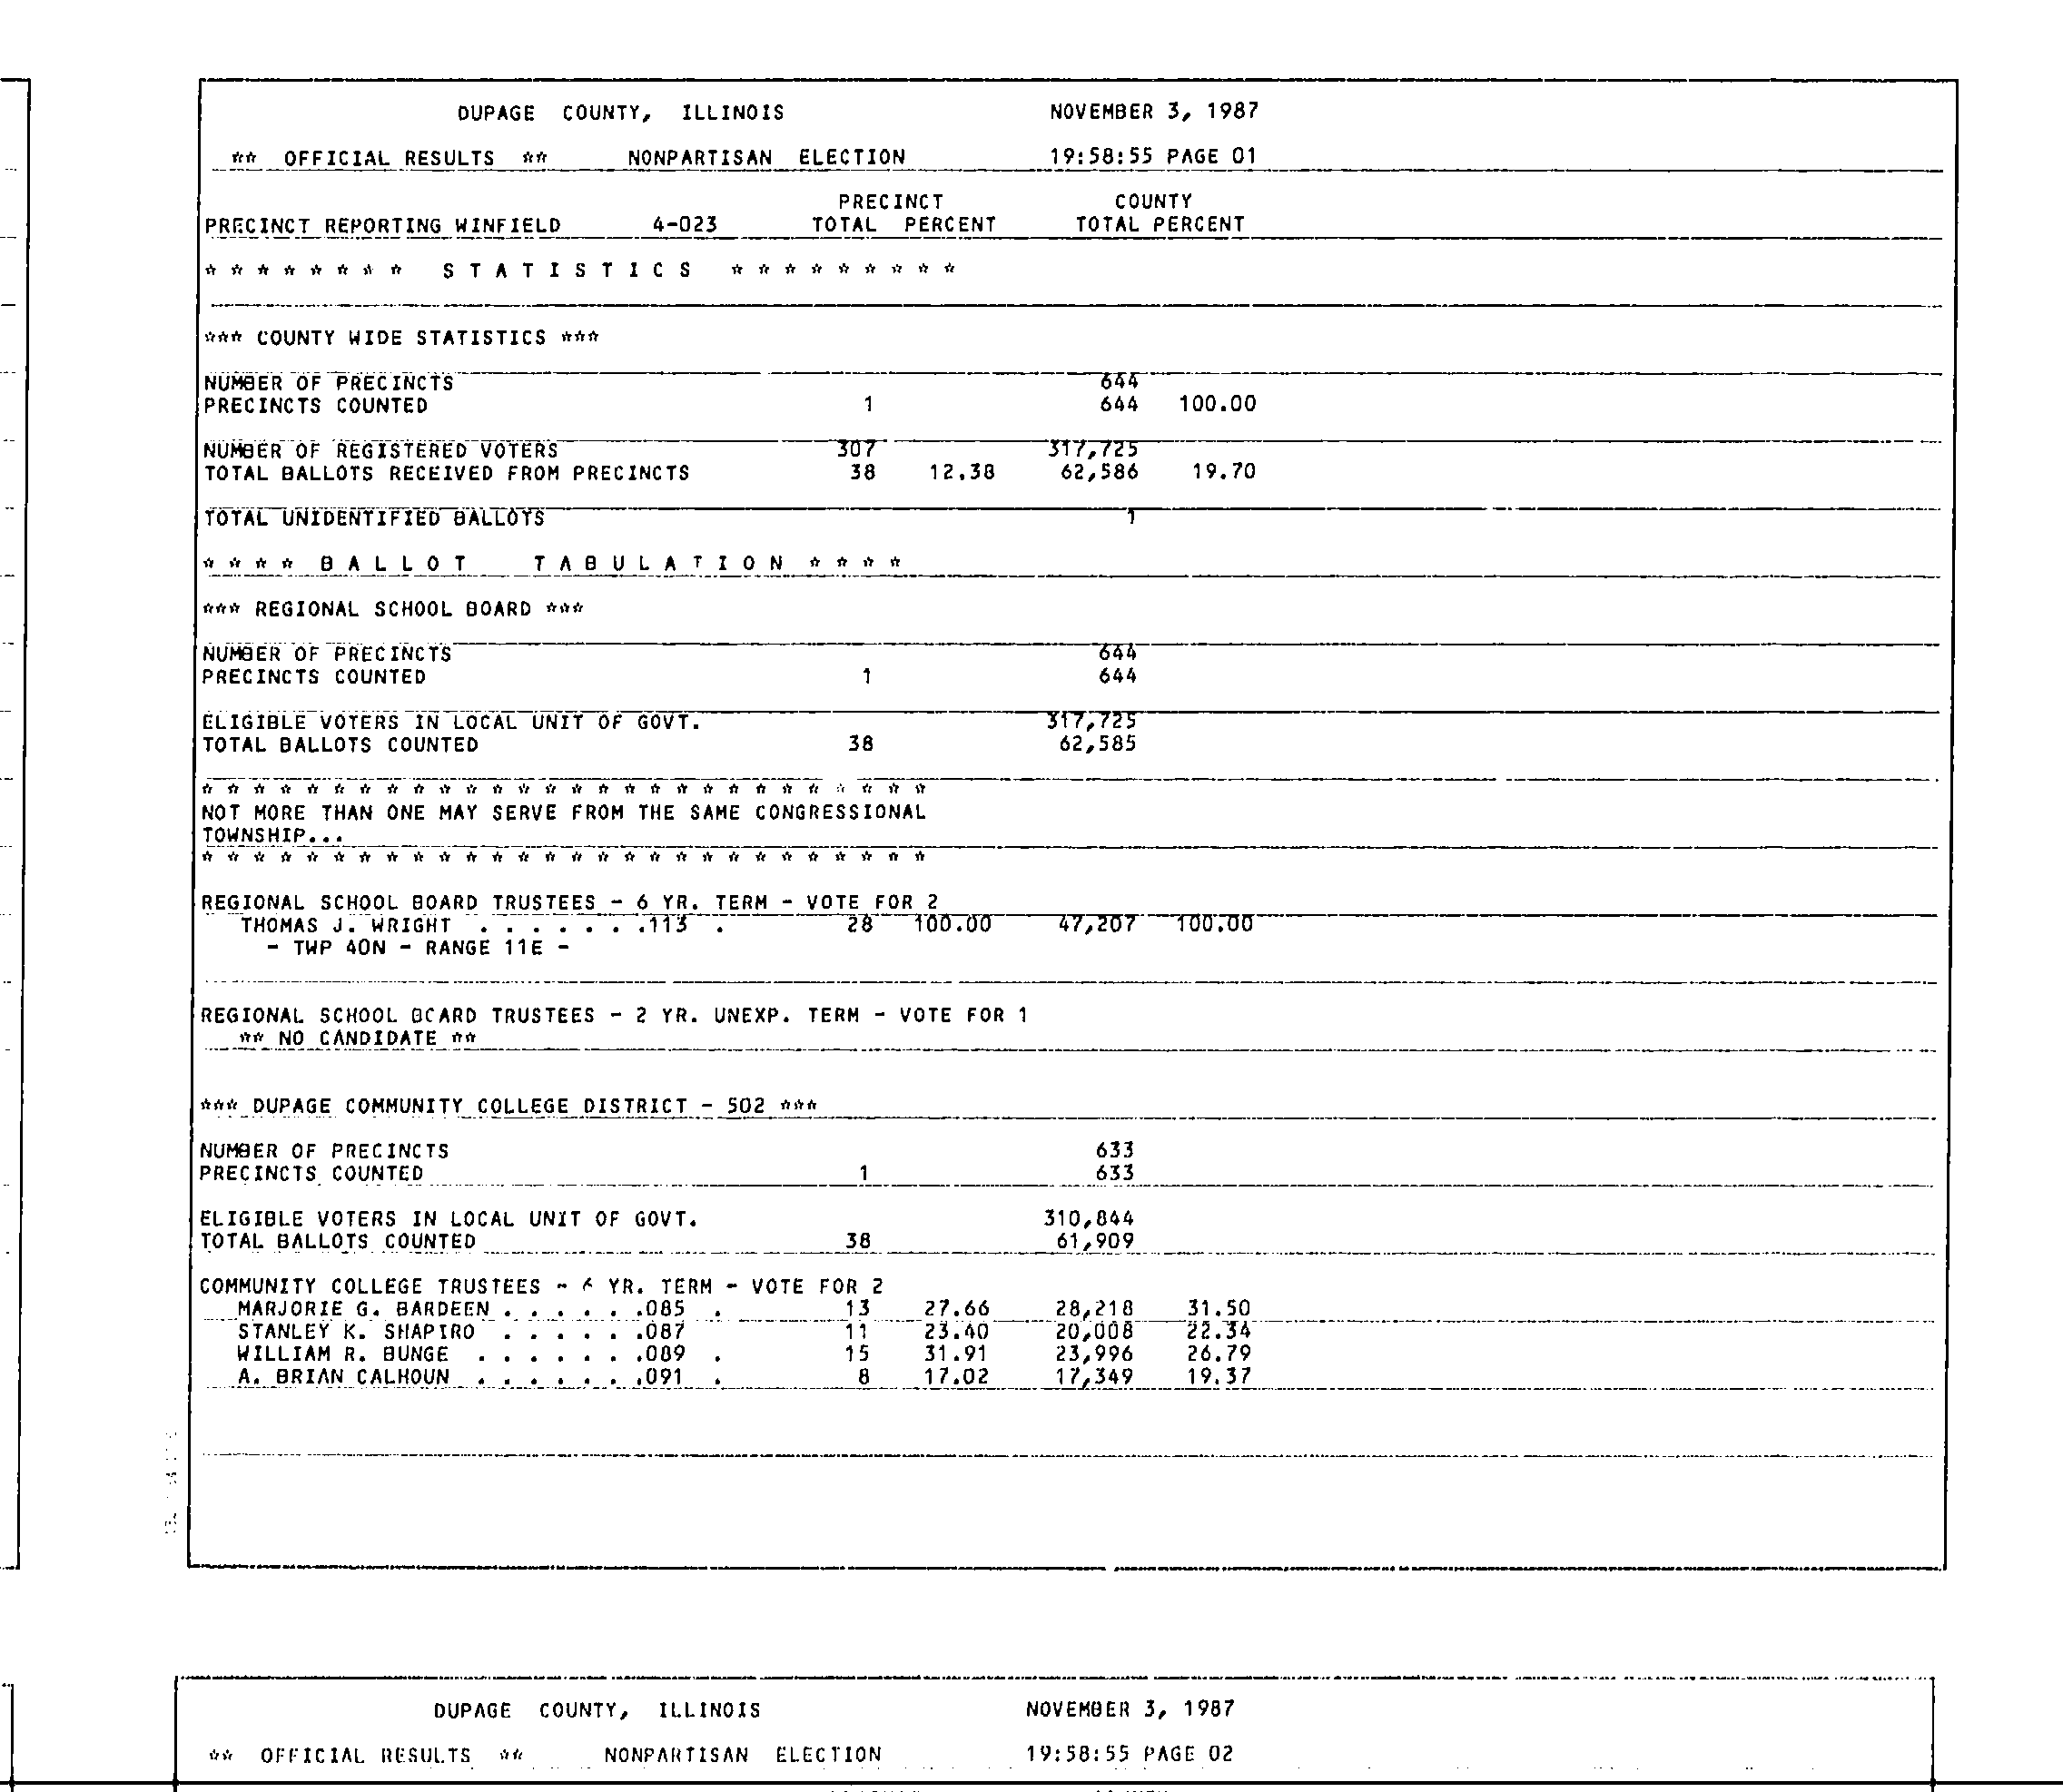 DUPAGE COUNTY, ILLINOIS NOVEMBER 3, 1987
** OFFICIAL RESULTS ** NONPARTISAN ELECTION 19:58:55 PAGE 01
PRECINCT COUNTY
PRECINCT REPORTING WINFIELD 4-023 TOTAL PERCENT TOTAL PERCENT
* * * * * * * * S T A T I S T I C S * * * * * * * * *
*** COUNTY WIDE STATISTICS ***
NUMBER OF PRECINCTS 644
PRECINCTS COUNTED 1 644 100.00
NUMBER OF REGISTERED VOTERS 307 317,725
TOTAL BALLOTS RECEIVED FROM PRECINCTS 38 12.38 62,586 19.70
TOTAL UNIDENTIFIED BALLOTS 1
* * * * B A L L O T T A B U L A T I O N * * * *
*** REGIONAL SCHOOL BOARD ***
NUMBER OF PRECINCTS 644
PRECINCTS COUNTED 1 644
ELIGIBLE VOTERS IN LOCAL UNIT OF GOVT. 317,725
TOTAL BALLOTS COUNTED 38 62,585
* * * * * * * * * * * * * * * * * * * * * * * * * * * *
NOT MORE THAN ONE MAY SERVE FROM THE SAME CONGRESSIONAL
TOWNSHIP...
* * * * * * * * * * * * * * * * * * * * * * * * * * * *
REGIONAL SCHOOL BOARD TRUSTEES - 6 YR. TERM - VOTE FOR 2
THOMAS J. WRIGHT . . . . . . .113 . 28 100.00 47,207 100.00
- TWP 40N - RANGE 11E -
REGIONAL SCHOOL BOARD TRUSTEES - 2 YR. UNEXP. TERM - VOTE FOR 1
** NO CANDIDATE **
*** DUPAGE COMMUNITY COLLEGE DISTRICT - 502 ***
NUMBER OF PRECINCTS 633
PRECINCTS COUNTED 1 633
ELIGIBLE VOTERS IN LOCAL UNIT OF GOVT. 310,844
TOTAL BALLOTS COUNTED 38 61,909
COMMUNITY COLLEGE TRUSTEES - 6 YR. TERM - VOTE FOR 2
MARJORIE G. BARDEEN . . . . . .085 . 13 27.66 28,218 31.50
STANLEY K. SHAPIRO . . . . . .087 11 23.40 20,008 22.34
WILLIAM R. BUNGE . . . . . . .089 . 15 31.91 23,996 26.79
A. BRIAN CALHOUN . . . . . . .091 . 8 17.02 17,349 19.37
DUPAGE COUNTY, ILLINOIS NOVEMBER 3, 1987
** OFFICIAL RESULTS ** NONPARTISAN ELECTION 19:58:55 PAGE 02